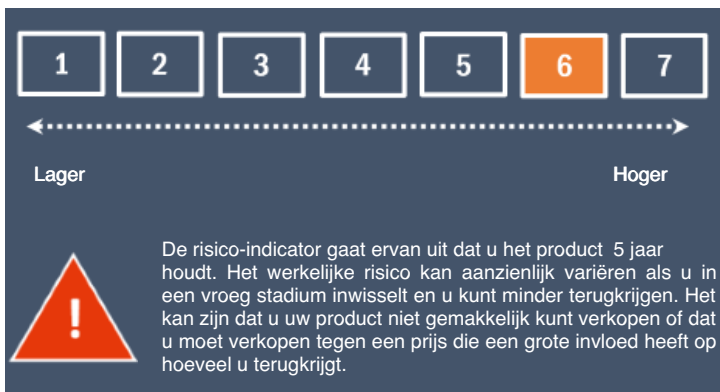 1 2 3 4 5 6 7
Lager Hoger
De risico-indicator gaat ervan uit dat u het product 5 jaar
houdt. Het werkelijke risico kan aanzienlijk variëren als u in
een vroeg stadium inwisselt en u kunt minder terugkrijgen. Het
kan zijn dat u uw product niet gemakkelijk kunt verkopen of dat
u moet verkopen tegen een prijs die een grote invloed heeft op
hoeveel u terugkrijgt.
!